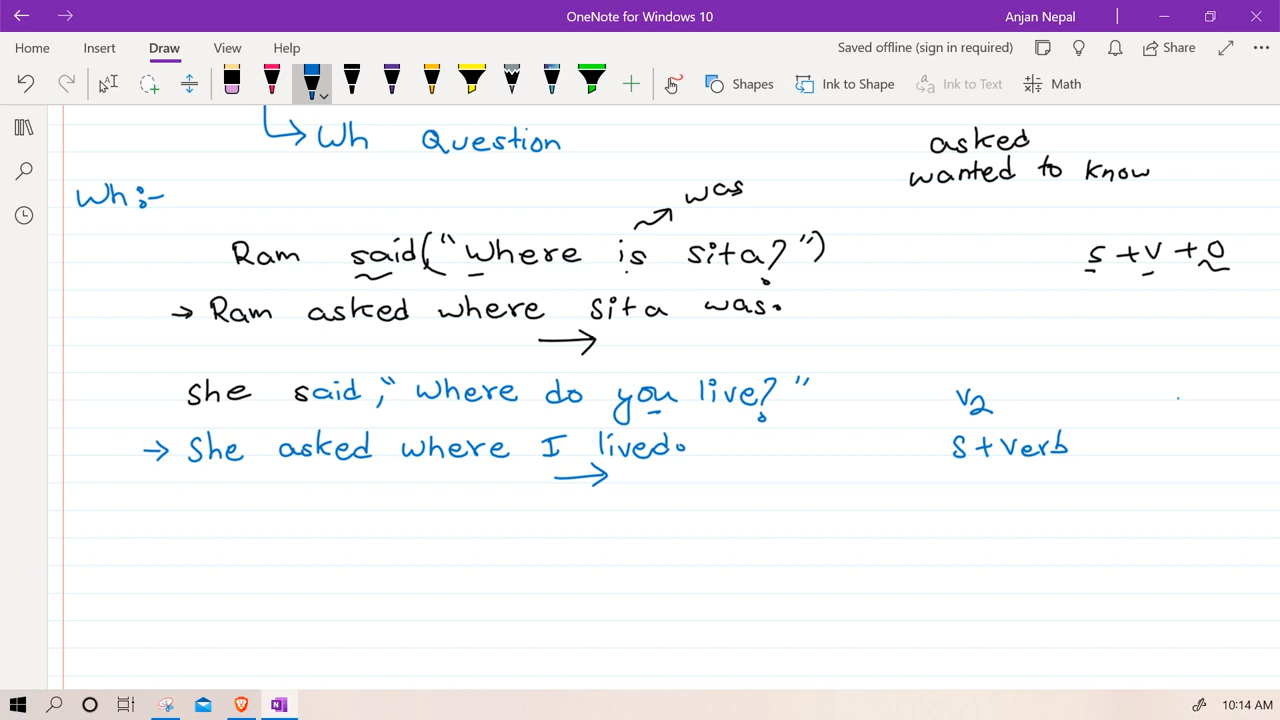 OneNote for Windows 10
Anjan Nepal
Home Insert Draw View Help
Saved offline (sign in required)
Share
Shapes
Ink to Shape
Ink to Text
Math
Wh Question
asked
wanted to know
Wh :-
was
Ram said("Where is sita?")
S + V + O
→ Ram asked where sita was.
She said, "Where do you live?"
V2
→ She asked where I lived.
S + Verb
10:14 AM